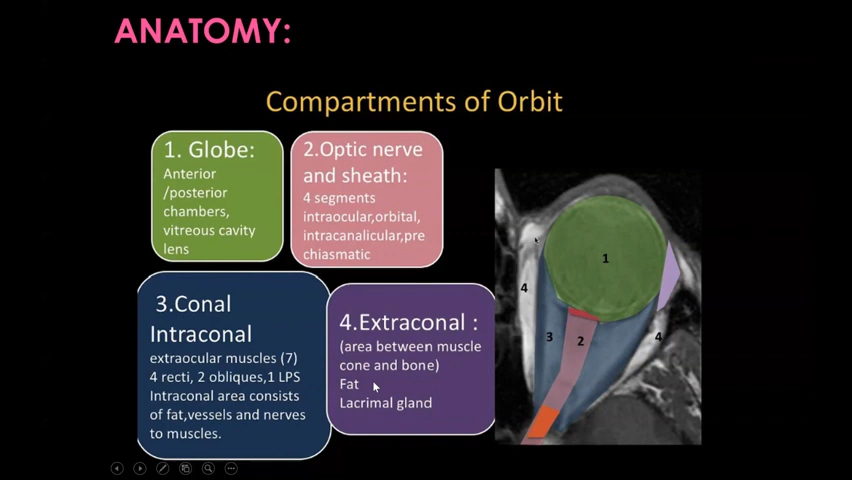 ANATOMY:
Compartments of Orbit
1. Globe:
Anterior
/posterior
chambers,
vitreous cavity
lens
2.Optic nerve
and sheath:
4 segments
intraocular,orbital,
intracanalicular,pre
chiasmatic
3.Conal
Intraconal
extraocular muscles (7)
4 recti, 2 obliques,1 LPS
Intraconal area consists
of fat,vessels and nerves
to muscles.
4.Extraconal :
(area between muscle
cone and bone)
Fat
Lacrimal gland
1
4
3
2
4